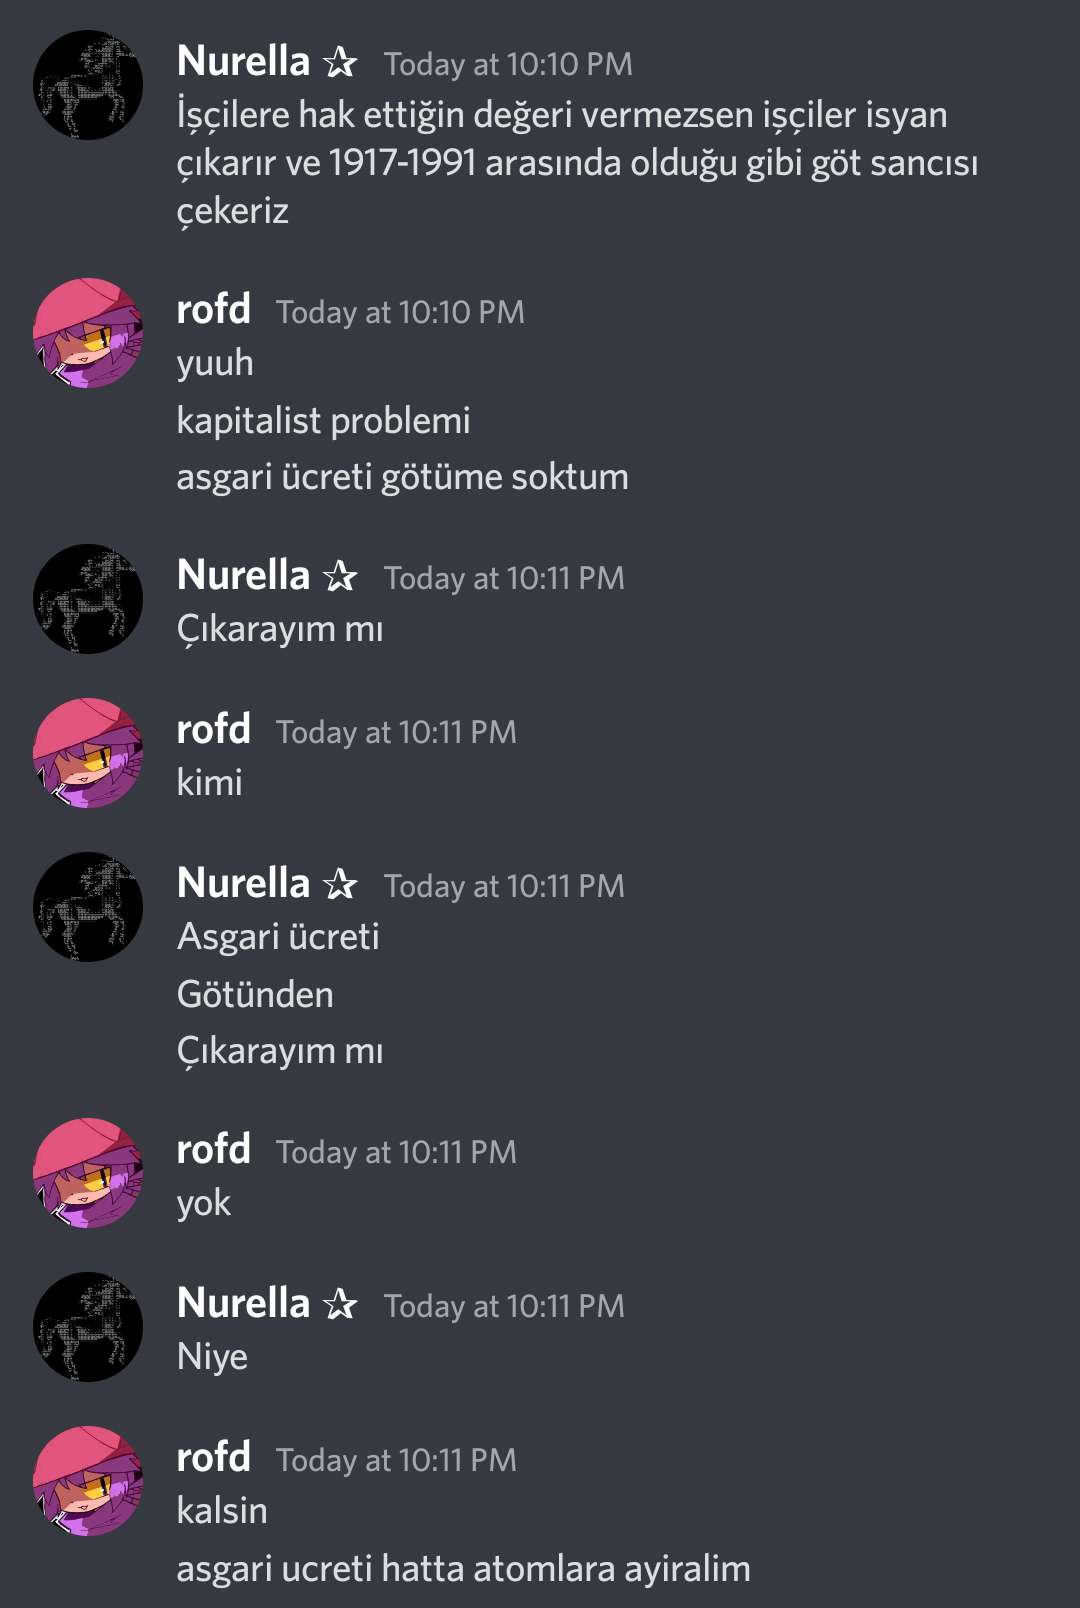 Nurella ☆ Today at 10:10 PM
İşçilere hak ettiğin değeri vermezsen işçiler isyan
çıkarır ve 1917-1991 arasında olduğu gibi göt sancısı
çekeriz
rofd Today at 10:10 PM
yuuh
kapitalist problemi
asgari ücreti götüme soktum
Nurella ☆ Today at 10:11 PM
Çıkarayım mı
rofd Today at 10:11 PM
kimi
Nurella ☆ Today at 10:11 PM
Asgari ücreti
Götünden
Çıkarayım mı
rofd Today at 10:11 PM
yok
Nurella ☆ Today at 10:11 PM
Niye
rofd Today at 10:11 PM
kalsin
asgari ucreti hatta atomlara ayiralim